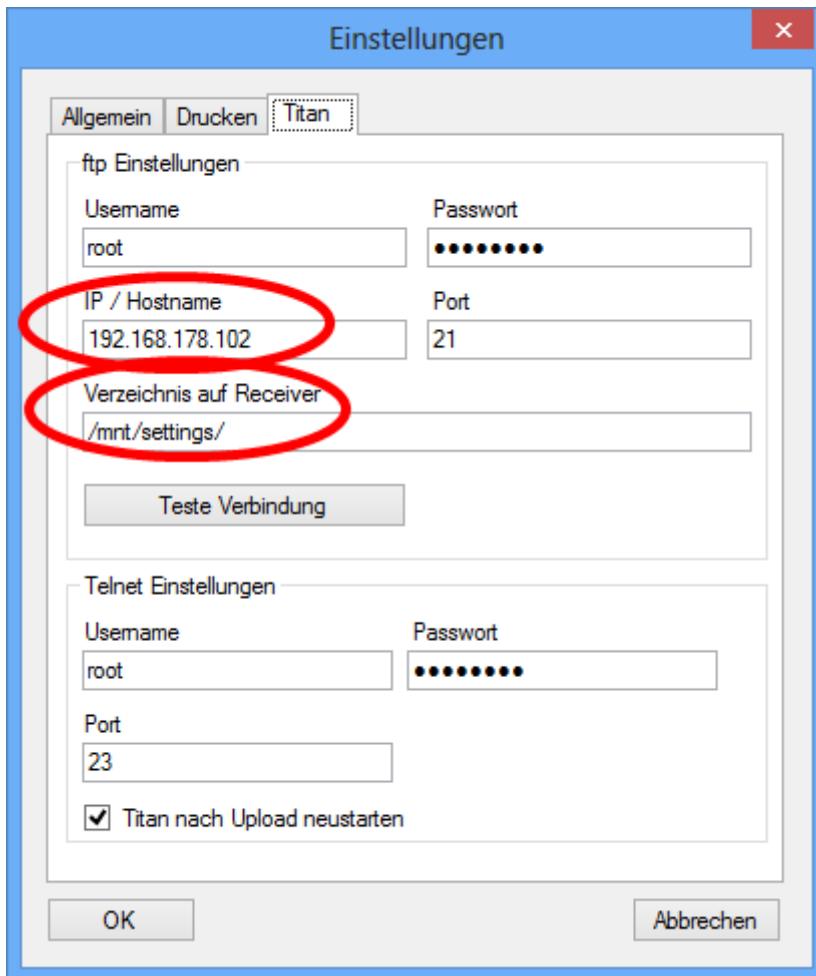 Einstellungen
Allgemein Drucken Titan
ftp Einstellungen
Username Passwort
root ●●●●●●●●
IP / Hostname Port
192.168.178.102 21
Verzeichnis auf Receiver
/mnt/settings/
Teste Verbindung
Telnet Einstellungen
Username Passwort
root ●●●●●●●●
Port
23
Titan nach Upload neustarten
OK Abbrechen